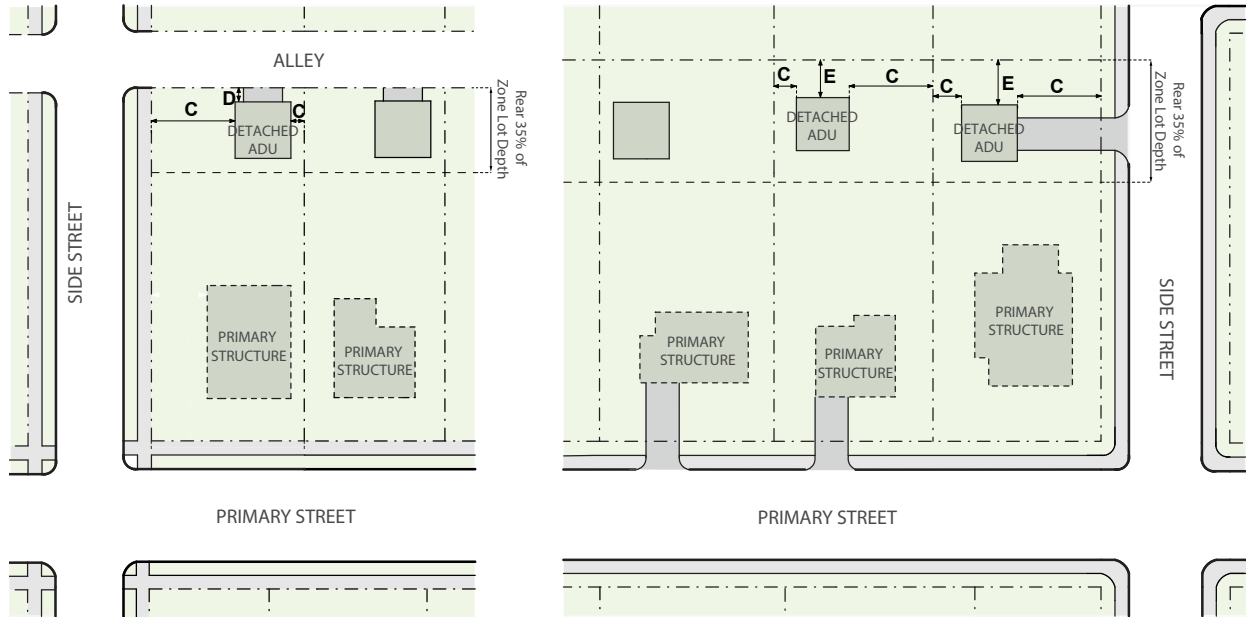 ALLEY
C
D
C
DETACHED
ADU
Rear 35% of
Zone Lot Depth
SIDE STREET
PRIMARY
STRUCTURE
PRIMARY
STRUCTURE
PRIMARY STREET
C
E
C
C
E
C
DETACHED
ADU
DETACHED
ADU
Rear 35% of
Zone Lot Depth
PRIMARY
STRUCTURE
PRIMARY
STRUCTURE
PRIMARY
STRUCTURE
SIDE STREET
PRIMARY STREET